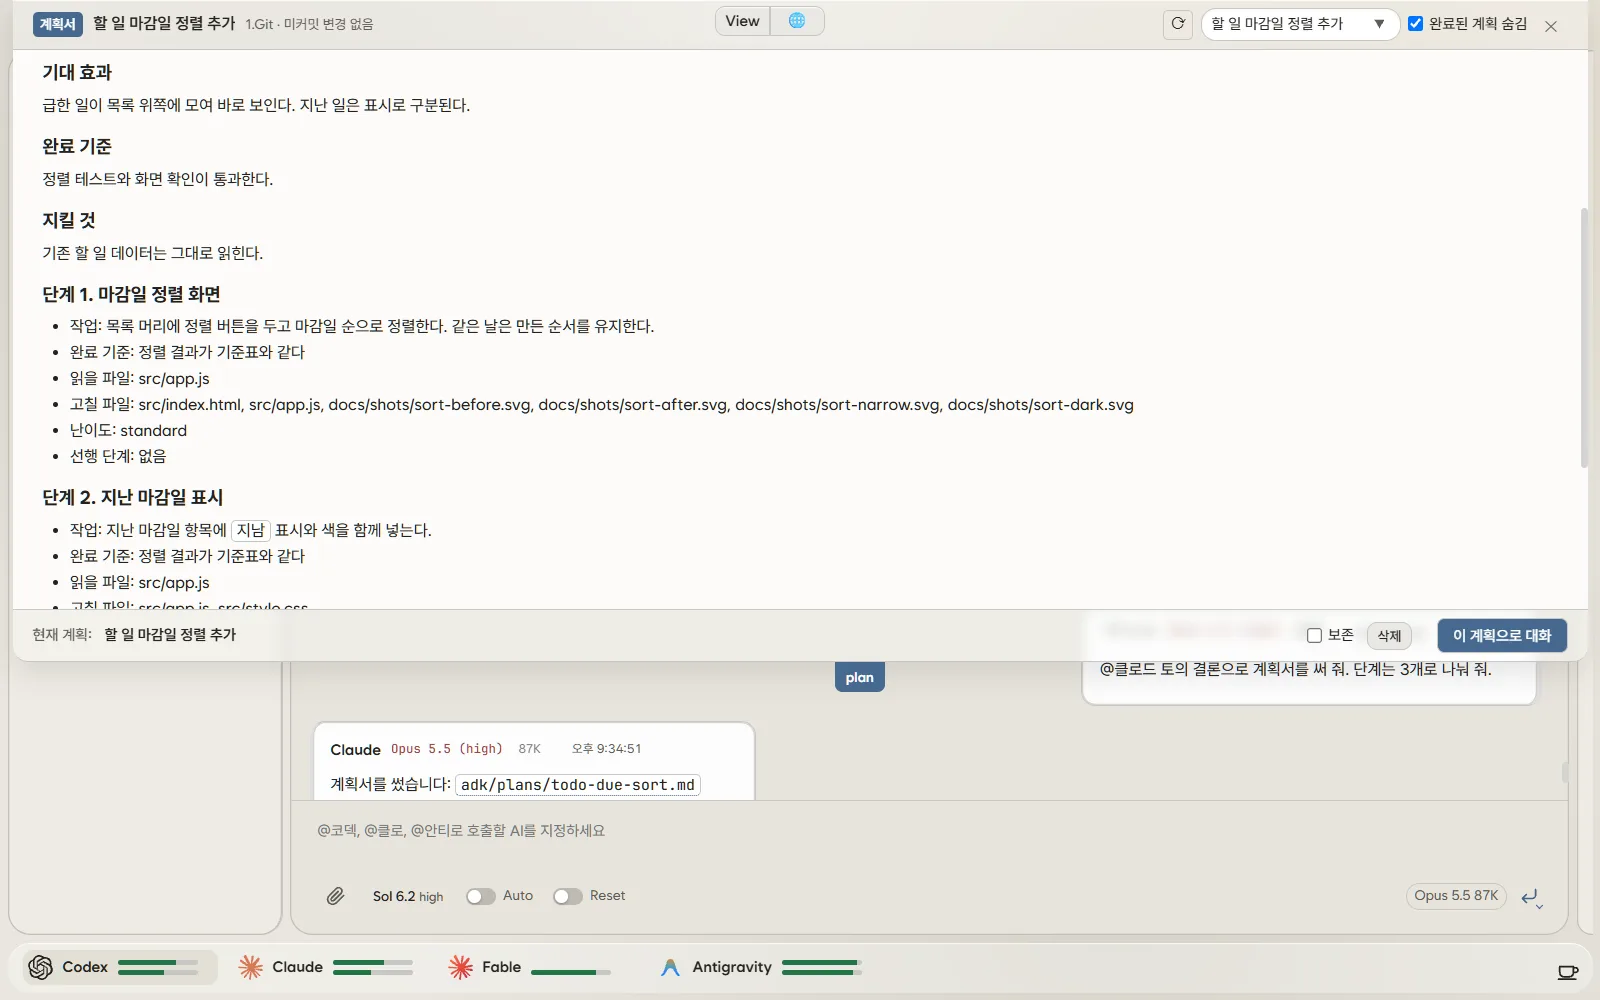 계획서 할 일 마감일 정렬 추가 1.Git · 미커밋 변경 없음 View 할 일 마감일 정렬 추가 ▼ 완료된 계획 숨김
기대 효과
급한 일이 목록 위쪽에 모여 바로 보인다. 지난 일은 표시로 구분된다.
완료 기준
정렬 테스트와 화면 확인이 통과한다.
지킬 것
기존 할 일 데이터는 그대로 읽힌다.
단계 1. 마감일 정렬 화면
• 작업: 목록 머리에 정렬 버튼을 두고 마감일 순으로 정렬한다. 같은 날은 만든 순서를 유지한다.
• 완료 기준: 정렬 결과가 기준표와 같다
• 읽을 파일: src/app.js
• 고칠 파일: src/index.html, src/app.js, docs/shots/sort-before.svg, docs/shots/sort-after.svg, docs/shots/sort-narrow.svg, docs/shots/sort-dark.svg
• 난이도: standard
• 선행 단계: 없음
단계 2. 지난 마감일 표시
• 작업: 지난 마감일 항목에 지남 표시와 색을 함께 넣는다.
• 완료 기준: 정렬 결과가 기준표와 같다
• 읽을 파일: src/app.js
• 고칠 파일: src/app.js, src/style.css
현재 계획: 할 일 마감일 정렬 추가 보존 삭제 이 계획으로 대화
plan
@클로드 토의 결론으로 계획서를 써 줘. 단계는 3개로 나눠 줘.
Claude Opus 5.5 (high) 87K 오후 9:34:51
계획서를 썼습니다: adk/plans/todo-due-sort.md
@코덱, @클로, @안티로 호출할 AI를 지정하세요
Sol 6.2 high Auto Reset Opus 5.5 87K
Codex Claude Fable Antigravity